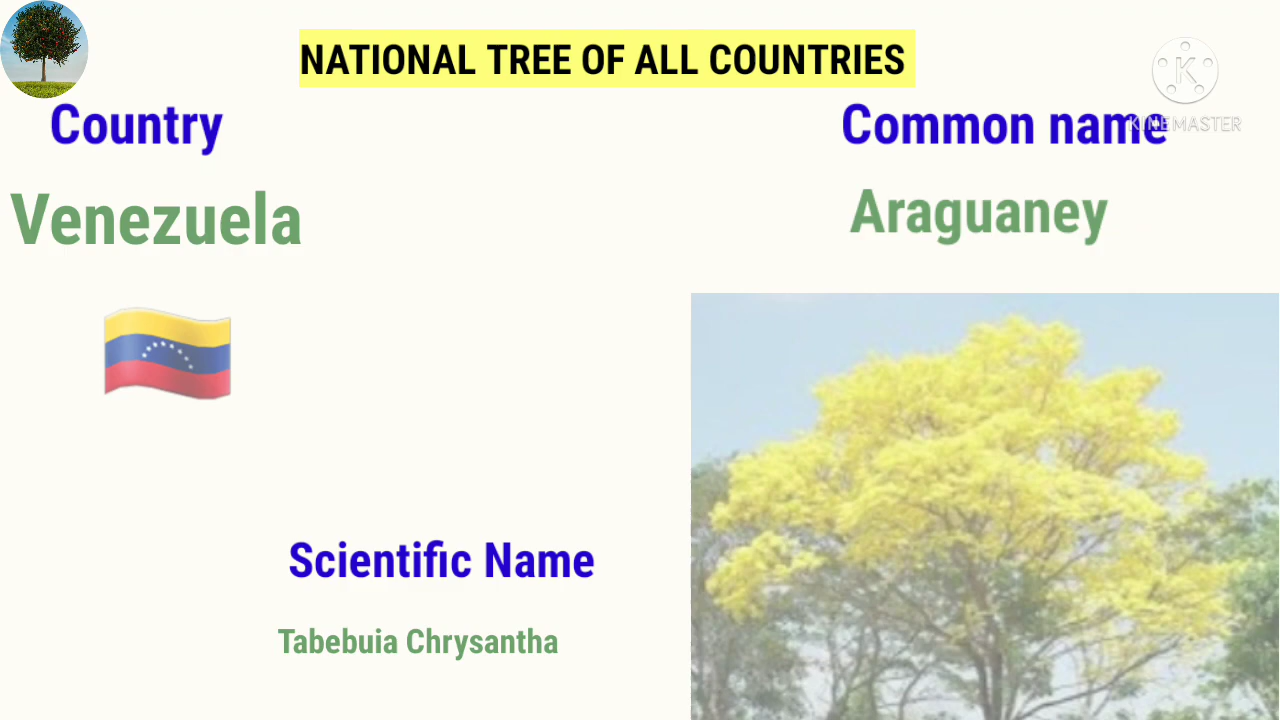 NATIONAL TREE OF ALL COUNTRIES
Country
Common name
KINEMASTER
Venezuela
Araguaney
Scientific Name
Tabebuia Chrysantha